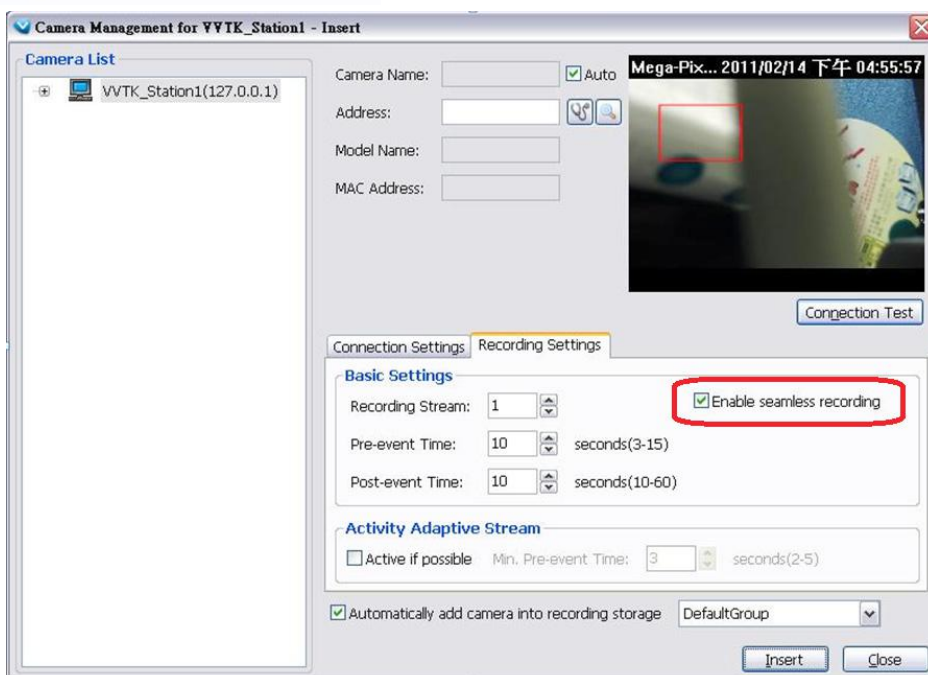 Camera Management for VVTK_Station1 - Insert
Camera List
VVTK_Station1(127.0.0.1)
Camera Name:
Auto
Address:
Model Name:
MAC Address:
Mega-Pix... 2011/02/14 下午 04:55:57
Connection Test
Connection Settings
Recording Settings
Basic Settings
Recording Stream: 1
Enable seamless recording
Pre-event Time: 10 seconds(3-15)
Post-event Time: 10 seconds(10-60)
Activity Adaptive Stream
Active if possible Min. Pre-event Time: 3 seconds(2-5)
Automatically add camera into recording storage DefaultGroup
Insert Close